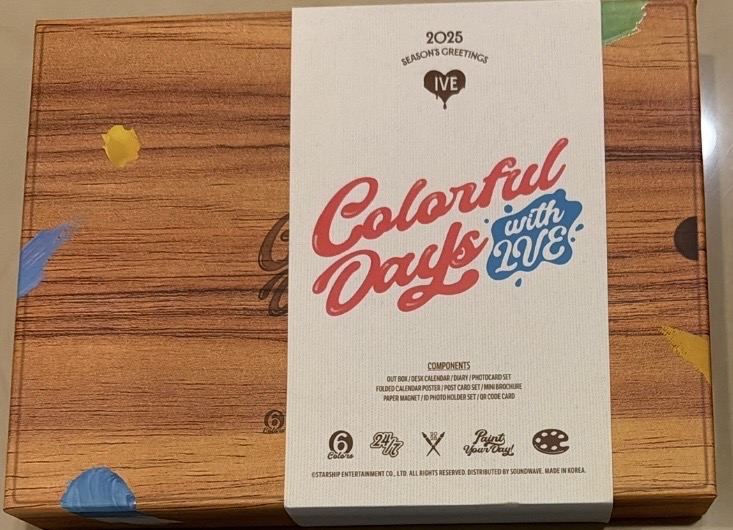 2025
SEASON'S GREETINGS
IVE
Colorful
Days
with
IVE
COMPONENTS
OUT BOX / DESK CALENDAR / DIARY / PHOTOCARD SET
FOLDED CALENDAR POSTER / POST CARD SET / MINI BROCHURE
PAPER MAGNET / ID PHOTO HOLDER SET / QR CODE CARD
6
Colors
6
Colors
24/7
Paint
Your Day!
©STARSHIP ENTERTAINMENT CO., LTD. ALL RIGHTS RESERVED. DISTRIBUTED BY SOUNDWAVE. MADE IN KOREA.